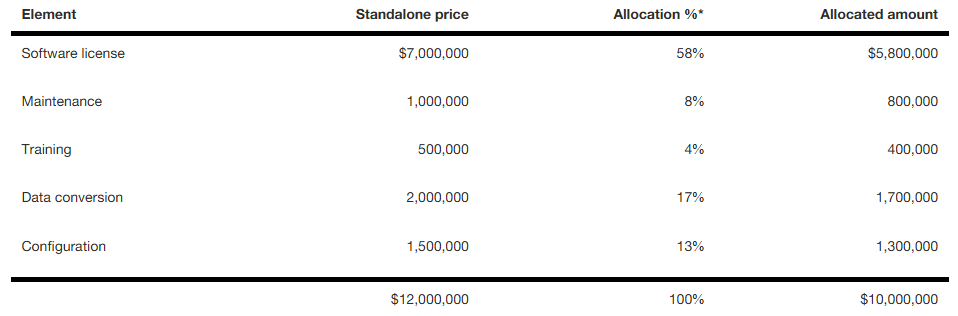 Element Standalone price Allocation %* Allocated amount
Software license $7,000,000 58% $5,800,000
Maintenance 1,000,000 8% 800,000
Training 500,000 4% 400,000
Data conversion 2,000,000 17% 1,700,000
Configuration 1,500,000 13% 1,300,000
$12,000,000 100% $10,000,000